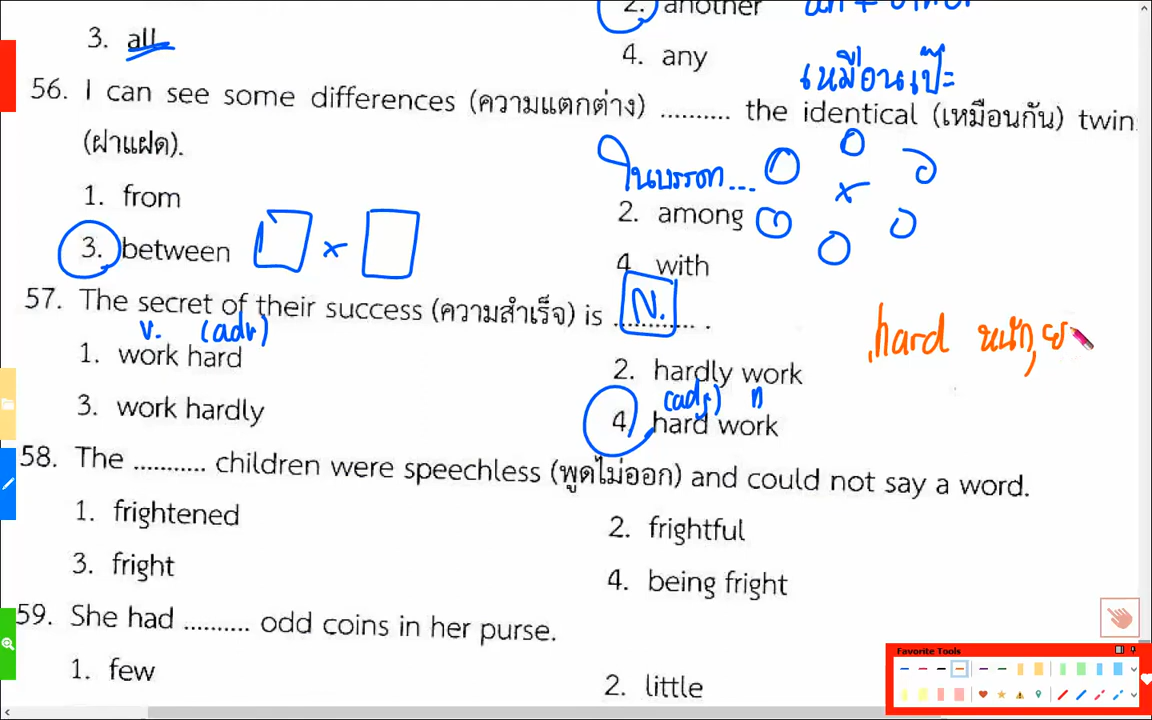 2. another
3. all
4. any
เหมือนเป๊ะ
56. I can see some differences (ความแตกต่าง) .......... the identical (เหมือนกัน) twin
(ฝาแฝด).
ในบรรดา...
1. from
2. among
3. between
4 with
57. The secret of their success (ความสำเร็จ) is ............ .
N.
v. (adv)
1. work hard
2. hardly work
hard หนัก, ย
(adj) n
3. work hardly
4. hard work
58. The ........... children were speechless (พูดไม่ออก) and could not say a word.
1. frightened
2. frightful
3. fright
4. being fright
59. She had .......... odd coins in her purse.
1. few
2. little
Favorite Tools